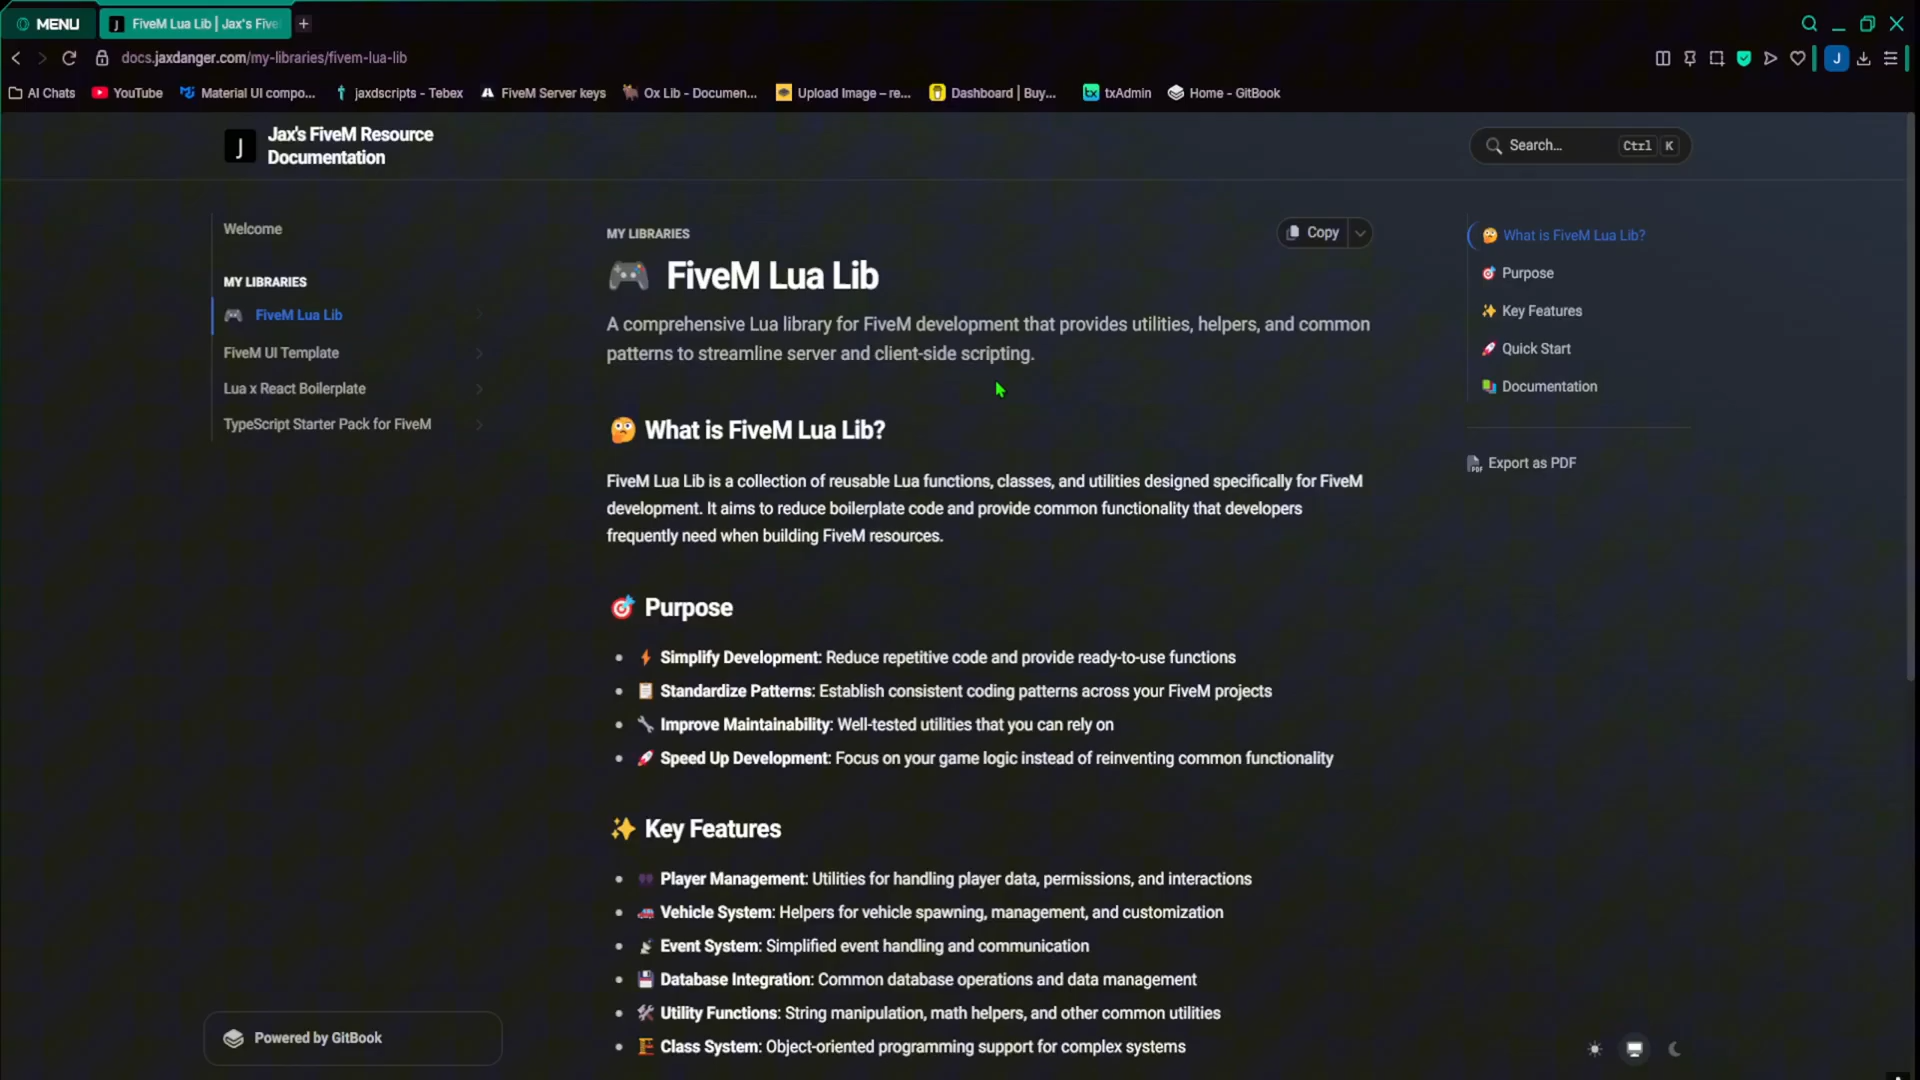 MENU
J FiveM Lua Lib | Jax's Five
docs.jaxdanger.com/my-libraries/fivem-lua-lib
J
AI Chats
YouTube
Material UI compo...
jaxdscripts - Tebex
FiveM Server keys
Ox Lib - Documen...
Upload Image – re...
Dashboard | Buy...
tx txAdmin
Home - GitBook
J
Jax's FiveM Resource
Documentation
Search...
Ctrl K
Welcome
MY LIBRARIES
FiveM Lua Lib
FiveM UI Template
Lua x React Boilerplate
TypeScript Starter Pack for FiveM
Powered by GitBook
MY LIBRARIES
Copy
FiveM Lua Lib
A comprehensive Lua library for FiveM development that provides utilities, helpers, and common
patterns to streamline server and client-side scripting.
What is FiveM Lua Lib?
FiveM Lua Lib is a collection of reusable Lua functions, classes, and utilities designed specifically for FiveM
development. It aims to reduce boilerplate code and provide common functionality that developers
frequently need when building FiveM resources.
Purpose
Simplify Development: Reduce repetitive code and provide ready-to-use functions
Standardize Patterns: Establish consistent coding patterns across your FiveM projects
Improve Maintainability: Well-tested utilities that you can rely on
Speed Up Development: Focus on your game logic instead of reinventing common functionality
Key Features
Player Management: Utilities for handling player data, permissions, and interactions
Vehicle System: Helpers for vehicle spawning, management, and customization
Event System: Simplified event handling and communication
Database Integration: Common database operations and data management
Utility Functions: String manipulation, math helpers, and other common utilities
Class System: Object-oriented programming support for complex systems
What is FiveM Lua Lib?
Purpose
Key Features
Quick Start
Documentation
PDF Export as PDF